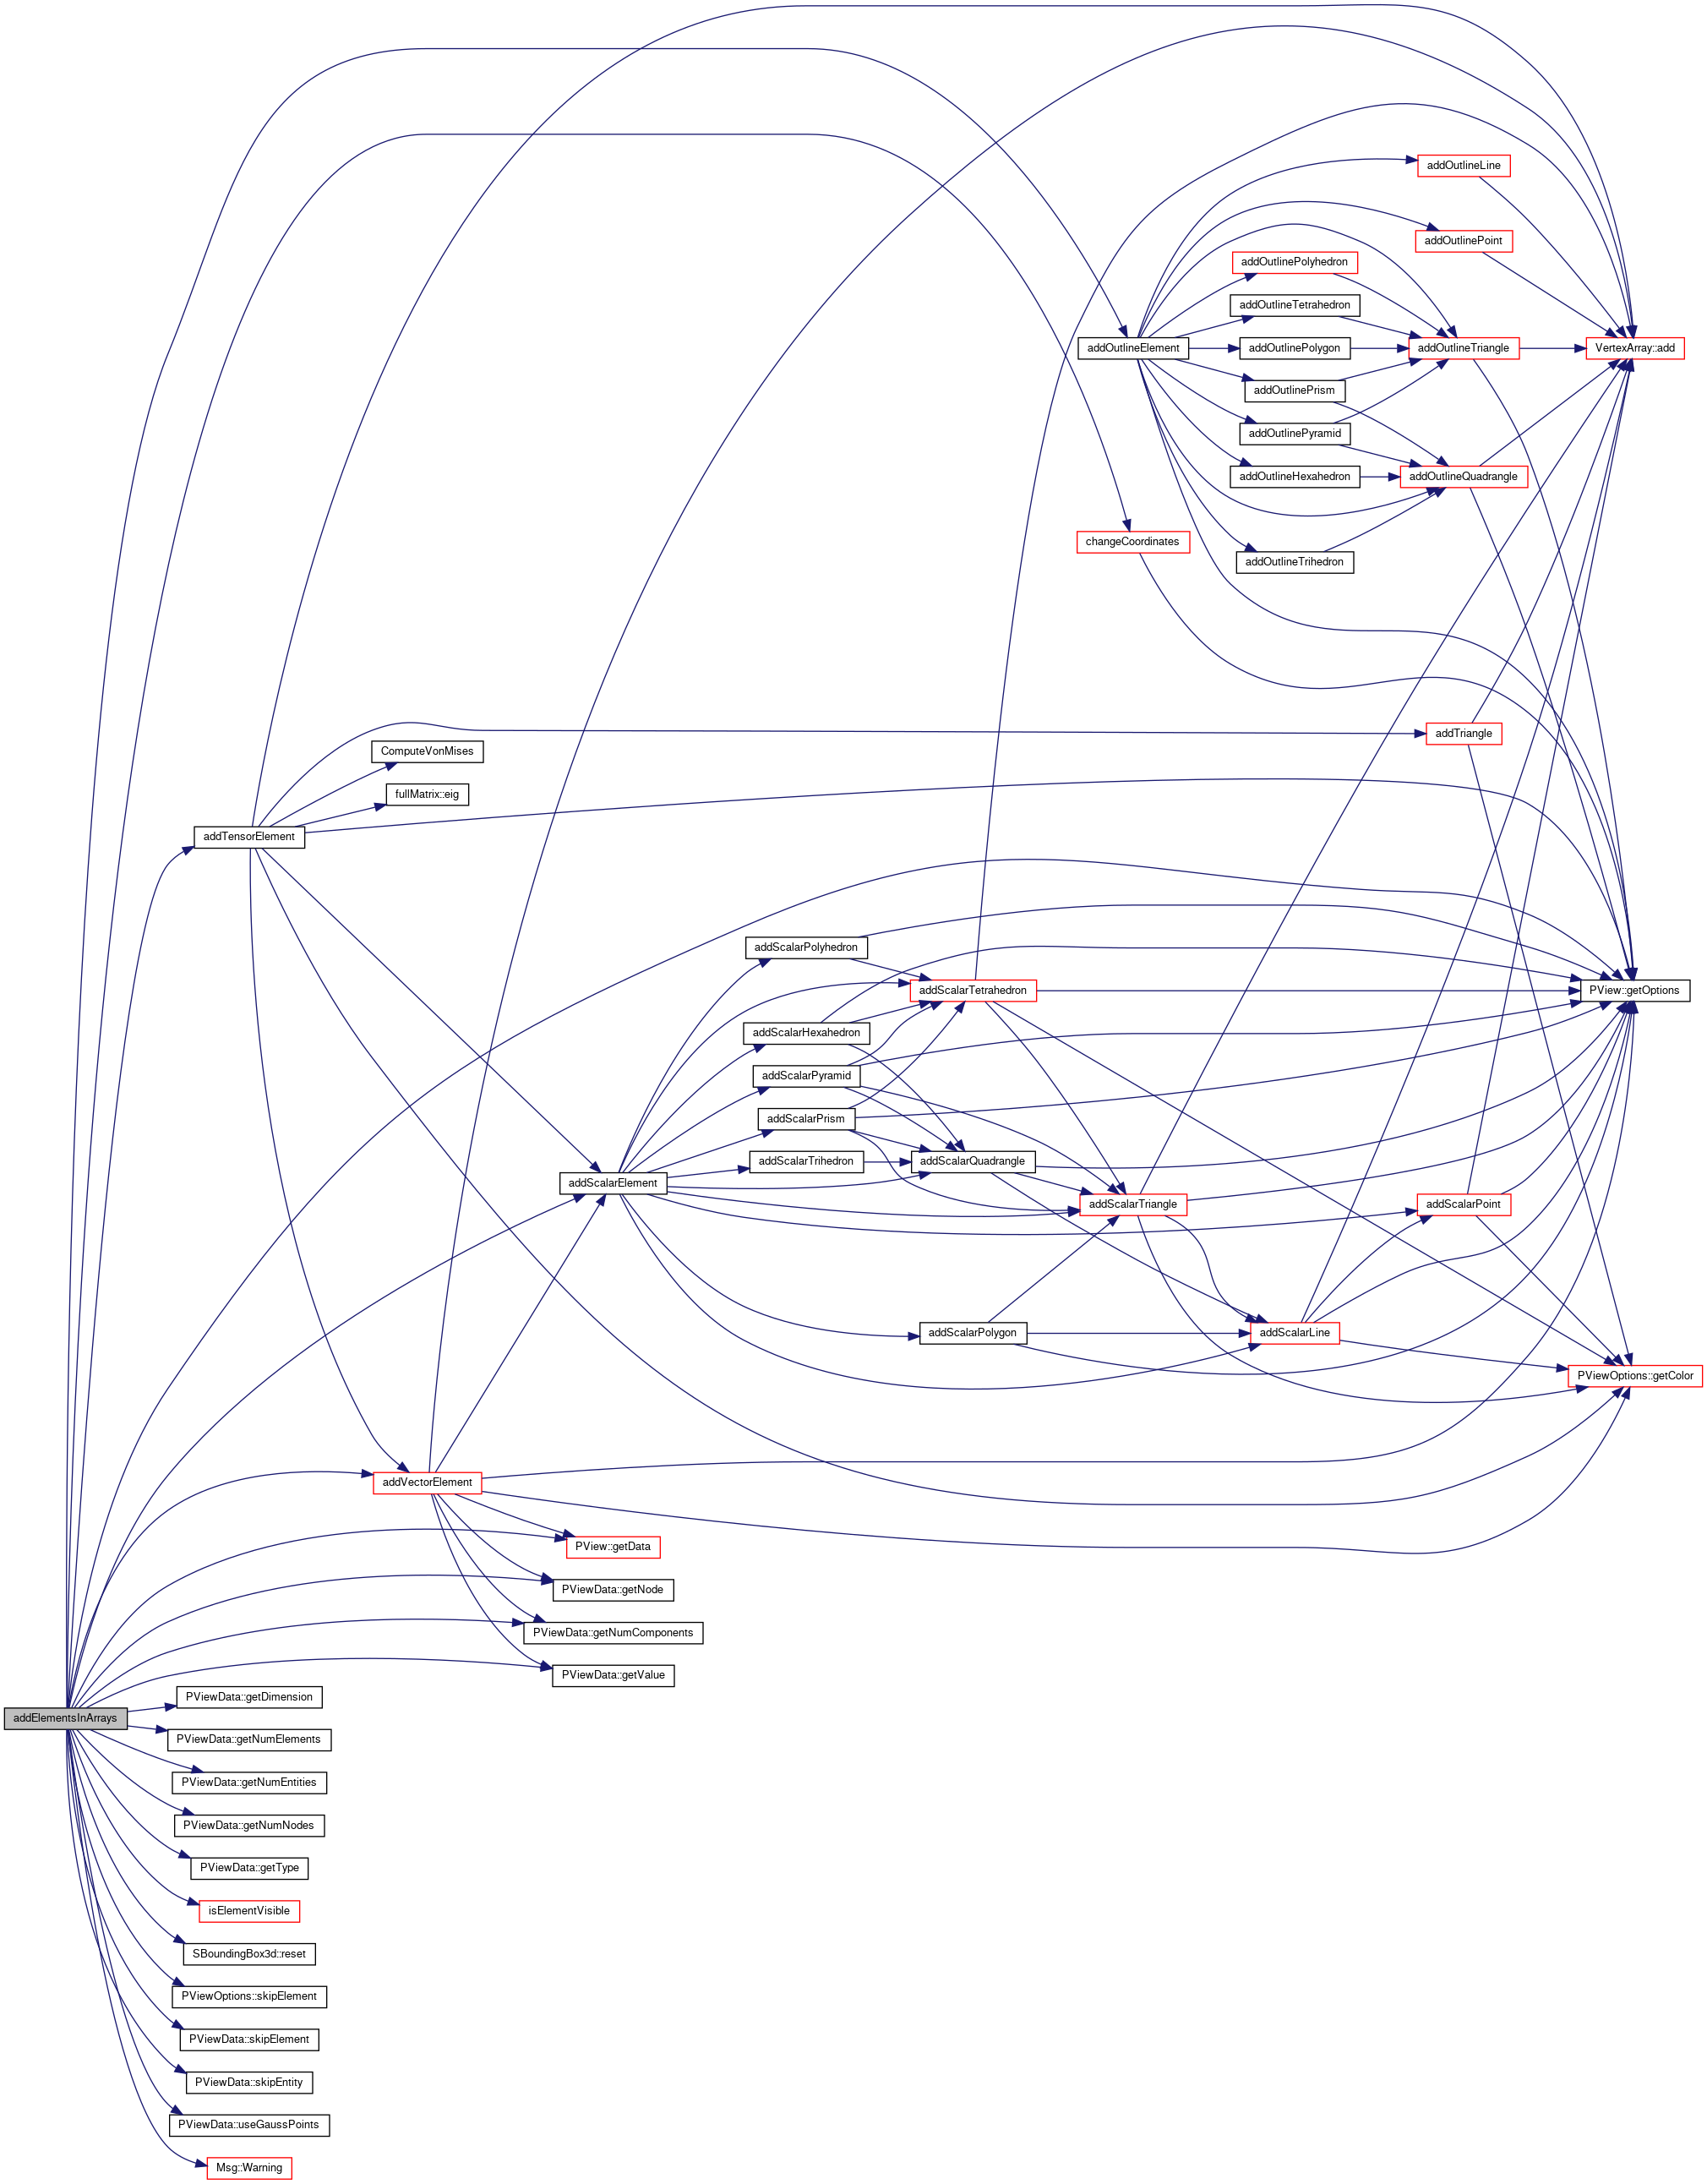 addOutlineLine
addOutlinePoint
addOutlinePolyhedron
addOutlineTetrahedron
addOutlineElement
addOutlinePolygon
addOutlineTriangle
VertexArray::add
addOutlinePrism
addOutlinePyramid
addOutlineHexahedron
addOutlineQuadrangle
changeCoordinates
addOutlineTrihedron
addTriangle
ComputeVonMises
fullMatrix::eig
addTensorElement
addScalarPolyhedron
addScalarTetrahedron
PView::getOptions
addScalarHexahedron
addScalarPyramid
addScalarPrism
addScalarTrihedron
addScalarQuadrangle
addScalarElement
addScalarTriangle
addScalarPoint
addScalarPolygon
addScalarLine
PViewOptions::getColor
addVectorElement
PView::getData
PViewData::getNode
PViewData::getNumComponents
PViewData::getValue
PViewData::getDimension
addElementsInArrays
PViewData::getNumElements
PViewData::getNumEntities
PViewData::getNumNodes
PViewData::getType
isElementVisible
SBoundingBox3d::reset
PViewOptions::skipElement
PViewData::skipElement
PViewData::skipEntity
PViewData::useGaussPoints
Msg::Warning